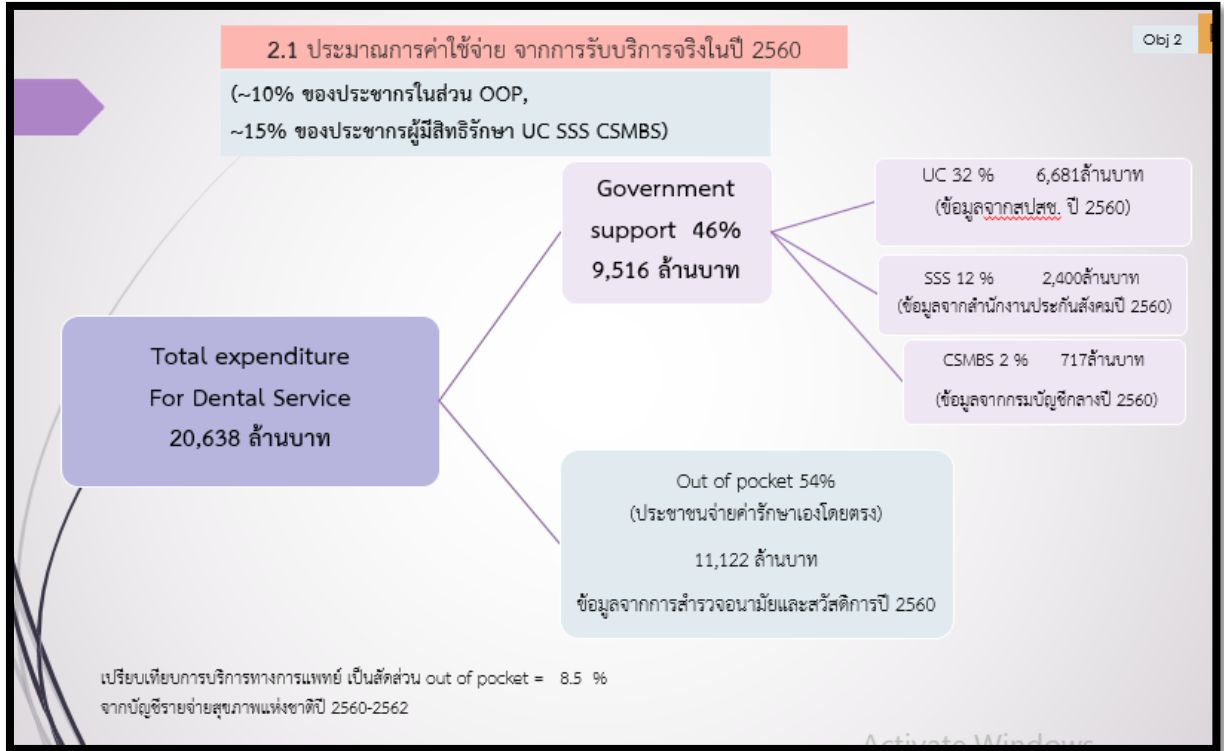 2.1 ประมาณการค่าใช้จ่าย จากการรับบริการจริงในปี 2560
Obj 2
(~10% ของประชากรในส่วน OOP,
~15% ของประชากรผู้มีสิทธิรักษา UC SSS CSMBS)
Government
support 46%
9,516 ล้านบาท
UC 32 % 6,681ล้านบาท
(ข้อมูลจากสปสช. ปี 2560)
SSS 12 % 2,400ล้านบาท
(ข้อมูลจากสำนักงานประกันสังคมปี 2560)
CSMBS 2 % 717ล้านบาท
(ข้อมูลจากกรมบัญชีกลางปี 2560)
Total expenditure
For Dental Service
20,638 ล้านบาท
Out of pocket 54%
(ประชาชนจ่ายค่ารักษาเองโดยตรง)
11,122 ล้านบาท
ข้อมูลจากการสำรวจอนามัยและสวัสดิการปี 2560
เปรียบเทียบการบริการทางการแพทย์ เป็นสัดส่วน out of pocket = 8.5 %
จากบัญชีรายจ่ายสุขภาพแห่งชาติปี 2560-2562
Activate Windows